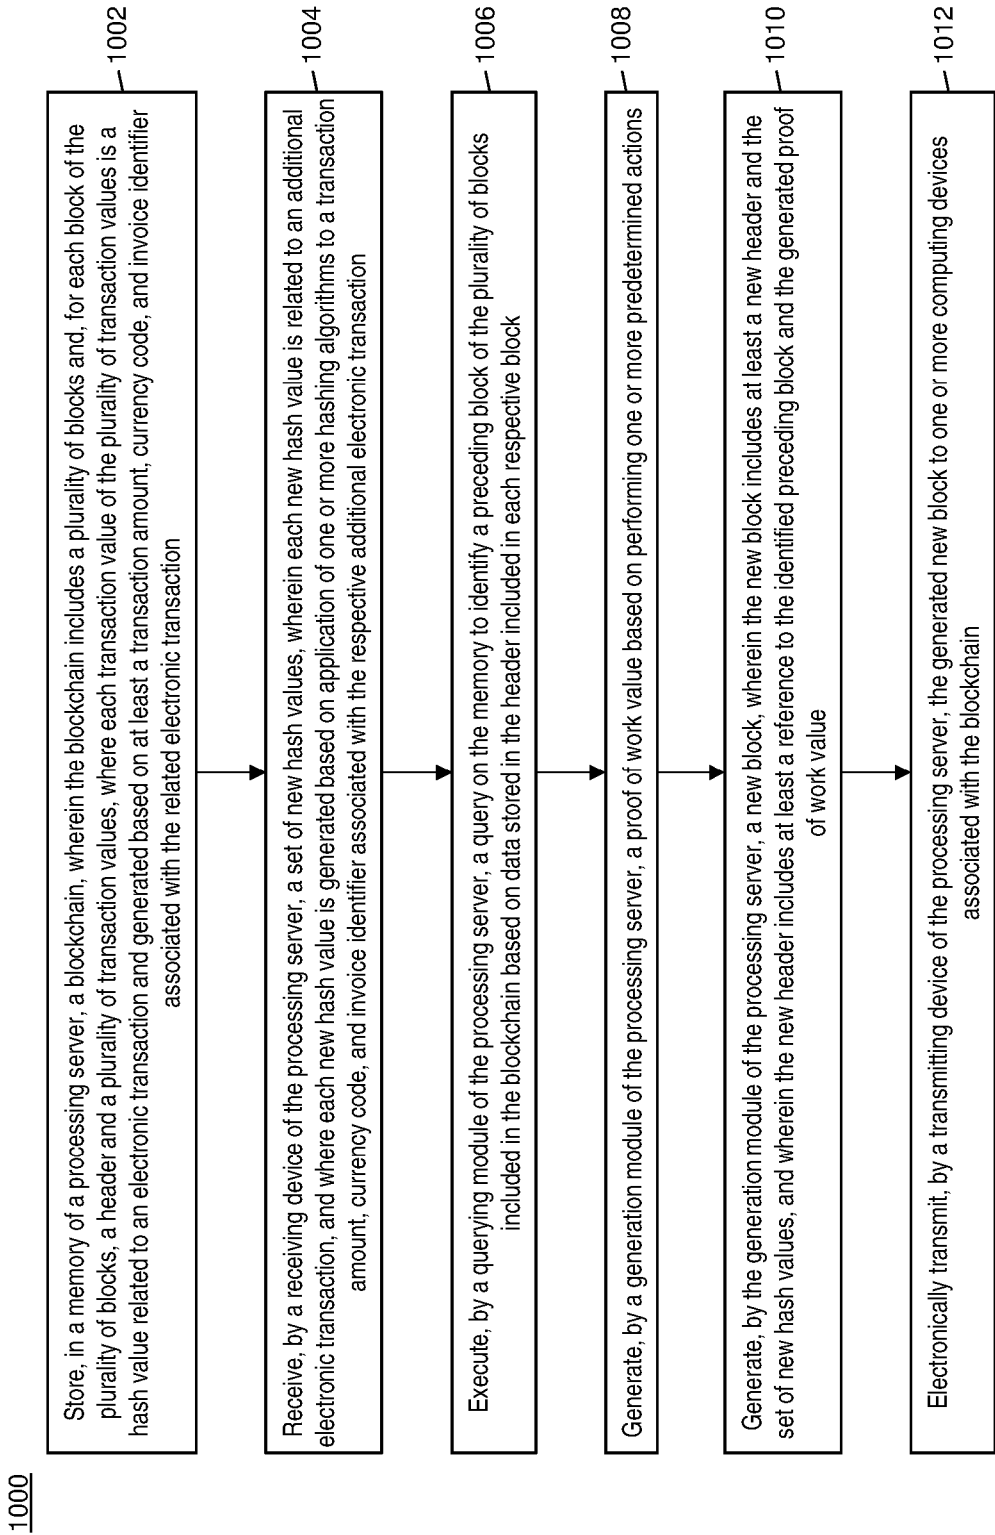 1000
Store, in a memory of a processing server, a blockchain, wherein the blockchain includes a plurality of blocks and, for each block of the
plurality of blocks, a header and a plurality of transaction values, where each transaction value of the plurality of transaction values is a
hash value related to an electronic transaction and generated based on at least a transaction amount, currency code, and invoice identifier
associated with the related electronic transaction
1002
Receive, by a receiving device of the processing server, a set of new hash values, wherein each new hash value is related to an additional
electronic transaction, and where each new hash value is generated based on application of one or more hashing algorithms to a transaction
amount, currency code, and invoice identifier associated with the respective additional electronic transaction
1004
Execute, by a querying module of the processing server, a query on the memory to identify a preceding block of the plurality of blocks
included in the blockchain based on data stored in the header included in each respective block
1006
Generate, by a generation module of the processing server, a proof of work value based on performing one or more predetermined actions
1008
Generate, by the generation module of the processing server, a new block, wherein the new block includes at least a new header and the
set of new hash values, and wherein the new header includes at least a reference to the identified preceding block and the generated proof
of work value
1010
Electronically transmit, by a transmitting device of the processing server, the generated new block to one or more computing devices
associated with the blockchain
1012